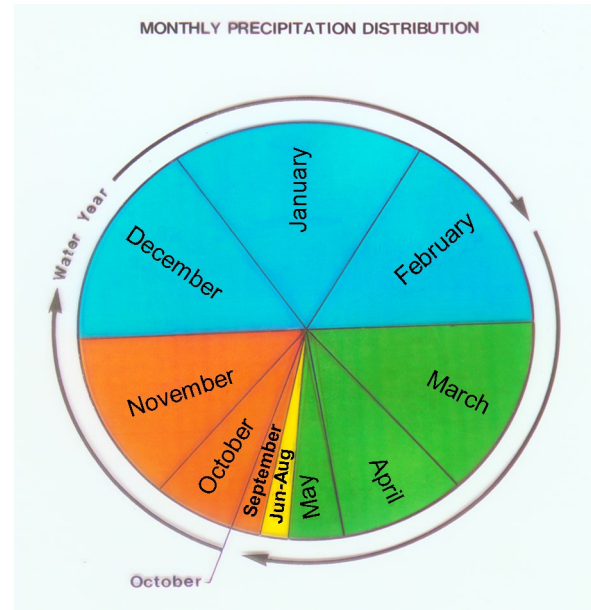 MONTHLY PRECIPITATION DISTRIBUTION
Water Year
January
February
March
April
May
Jun-Aug
September
October
November
December
October